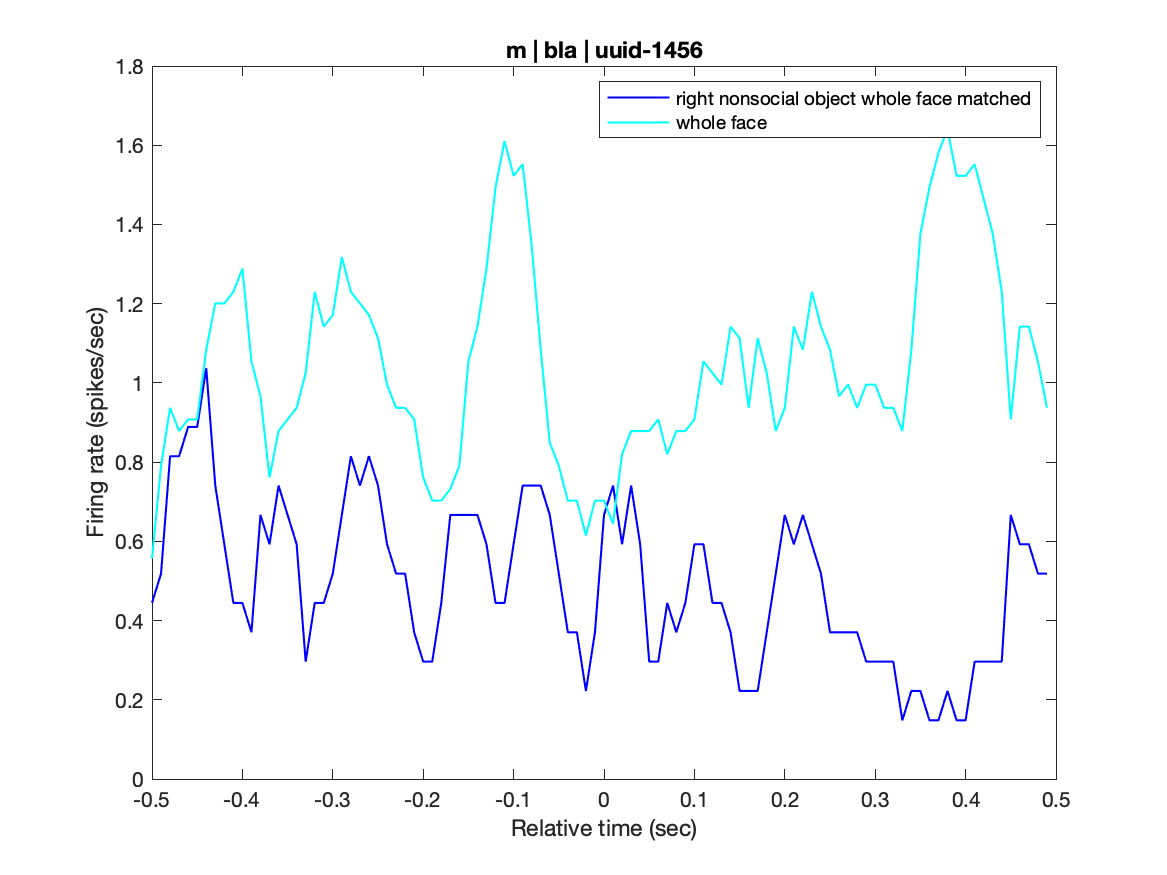 m | bla | uuid-1456
right nonsocial object whole face matched
whole face
Firing rate (spikes/sec)
1.8
1.6
1.4
1.2
1
0.8
0.6
0.4
0.2
0
-0.5 -0.4 -0.3 -0.2 -0.1 0 0.1 0.2 0.3 0.4 0.5
Relative time (sec)